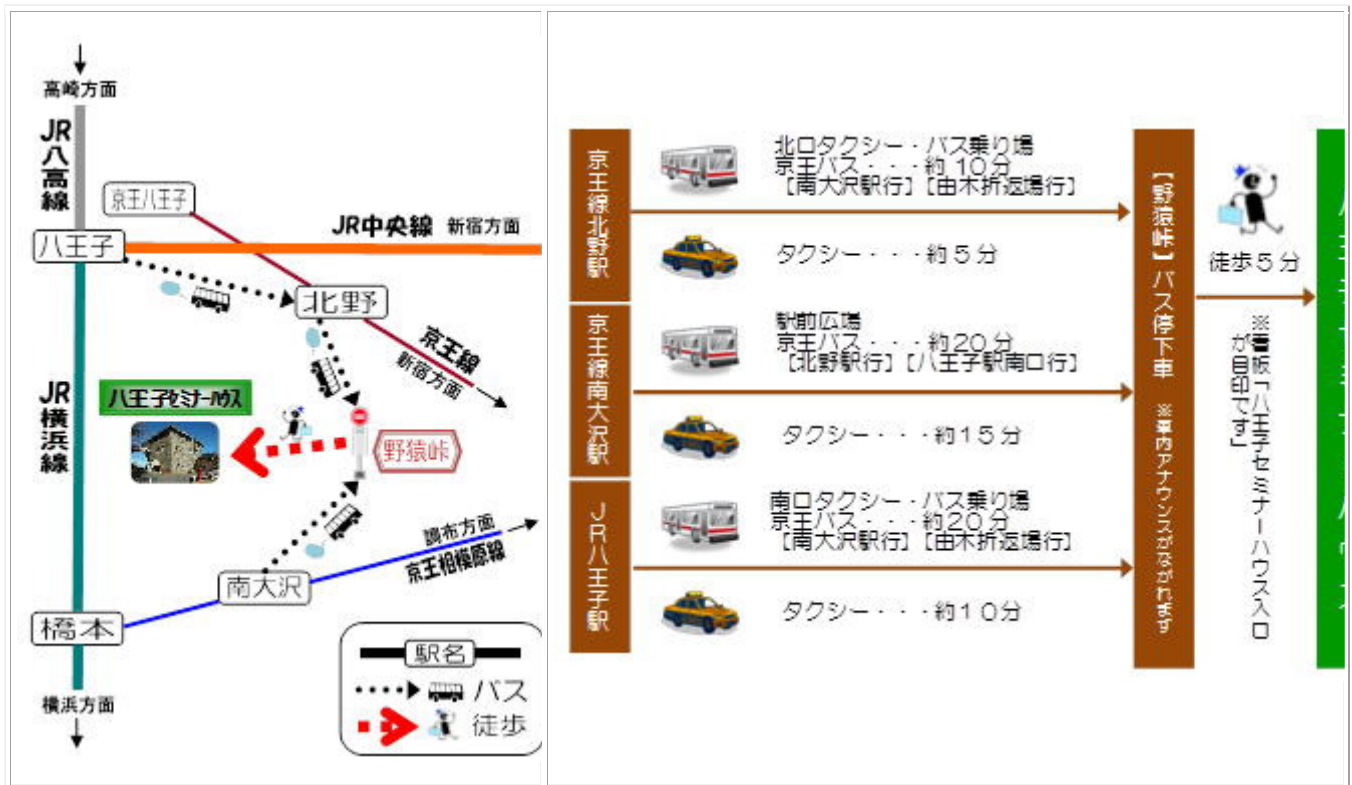 高崎方面
JR八高線
京王八王子
JR中央線 新宿方面
八王子
北野
京王線
新宿方面
八王子セミナーハウス
JR横浜線
野猿峠
調布方面
京王相模原線
南大沢
橋本
横浜方面
駅名
バス
徒歩
京王線北野駅
北口タクシー・バス乗り場
京王バス・・・約10分
【南大沢駅行】【由木折返場行】
タクシー・・・約5分
京王線南大沢駅
駅前広場
京王バス・・・約20分
【北野駅行】【八王子駅南口行】
タクシー・・・約15分
JR八王子駅
南口タクシー・バス乗り場
京王バス・・・約20分
【南大沢駅行】【由木折返場行】
タクシー・・・約10分
【野猿峠】バス停下車 ※車内アナウンスがながれます
徒歩5分
※看板「八王子セミナーハウス入口
が目印です」